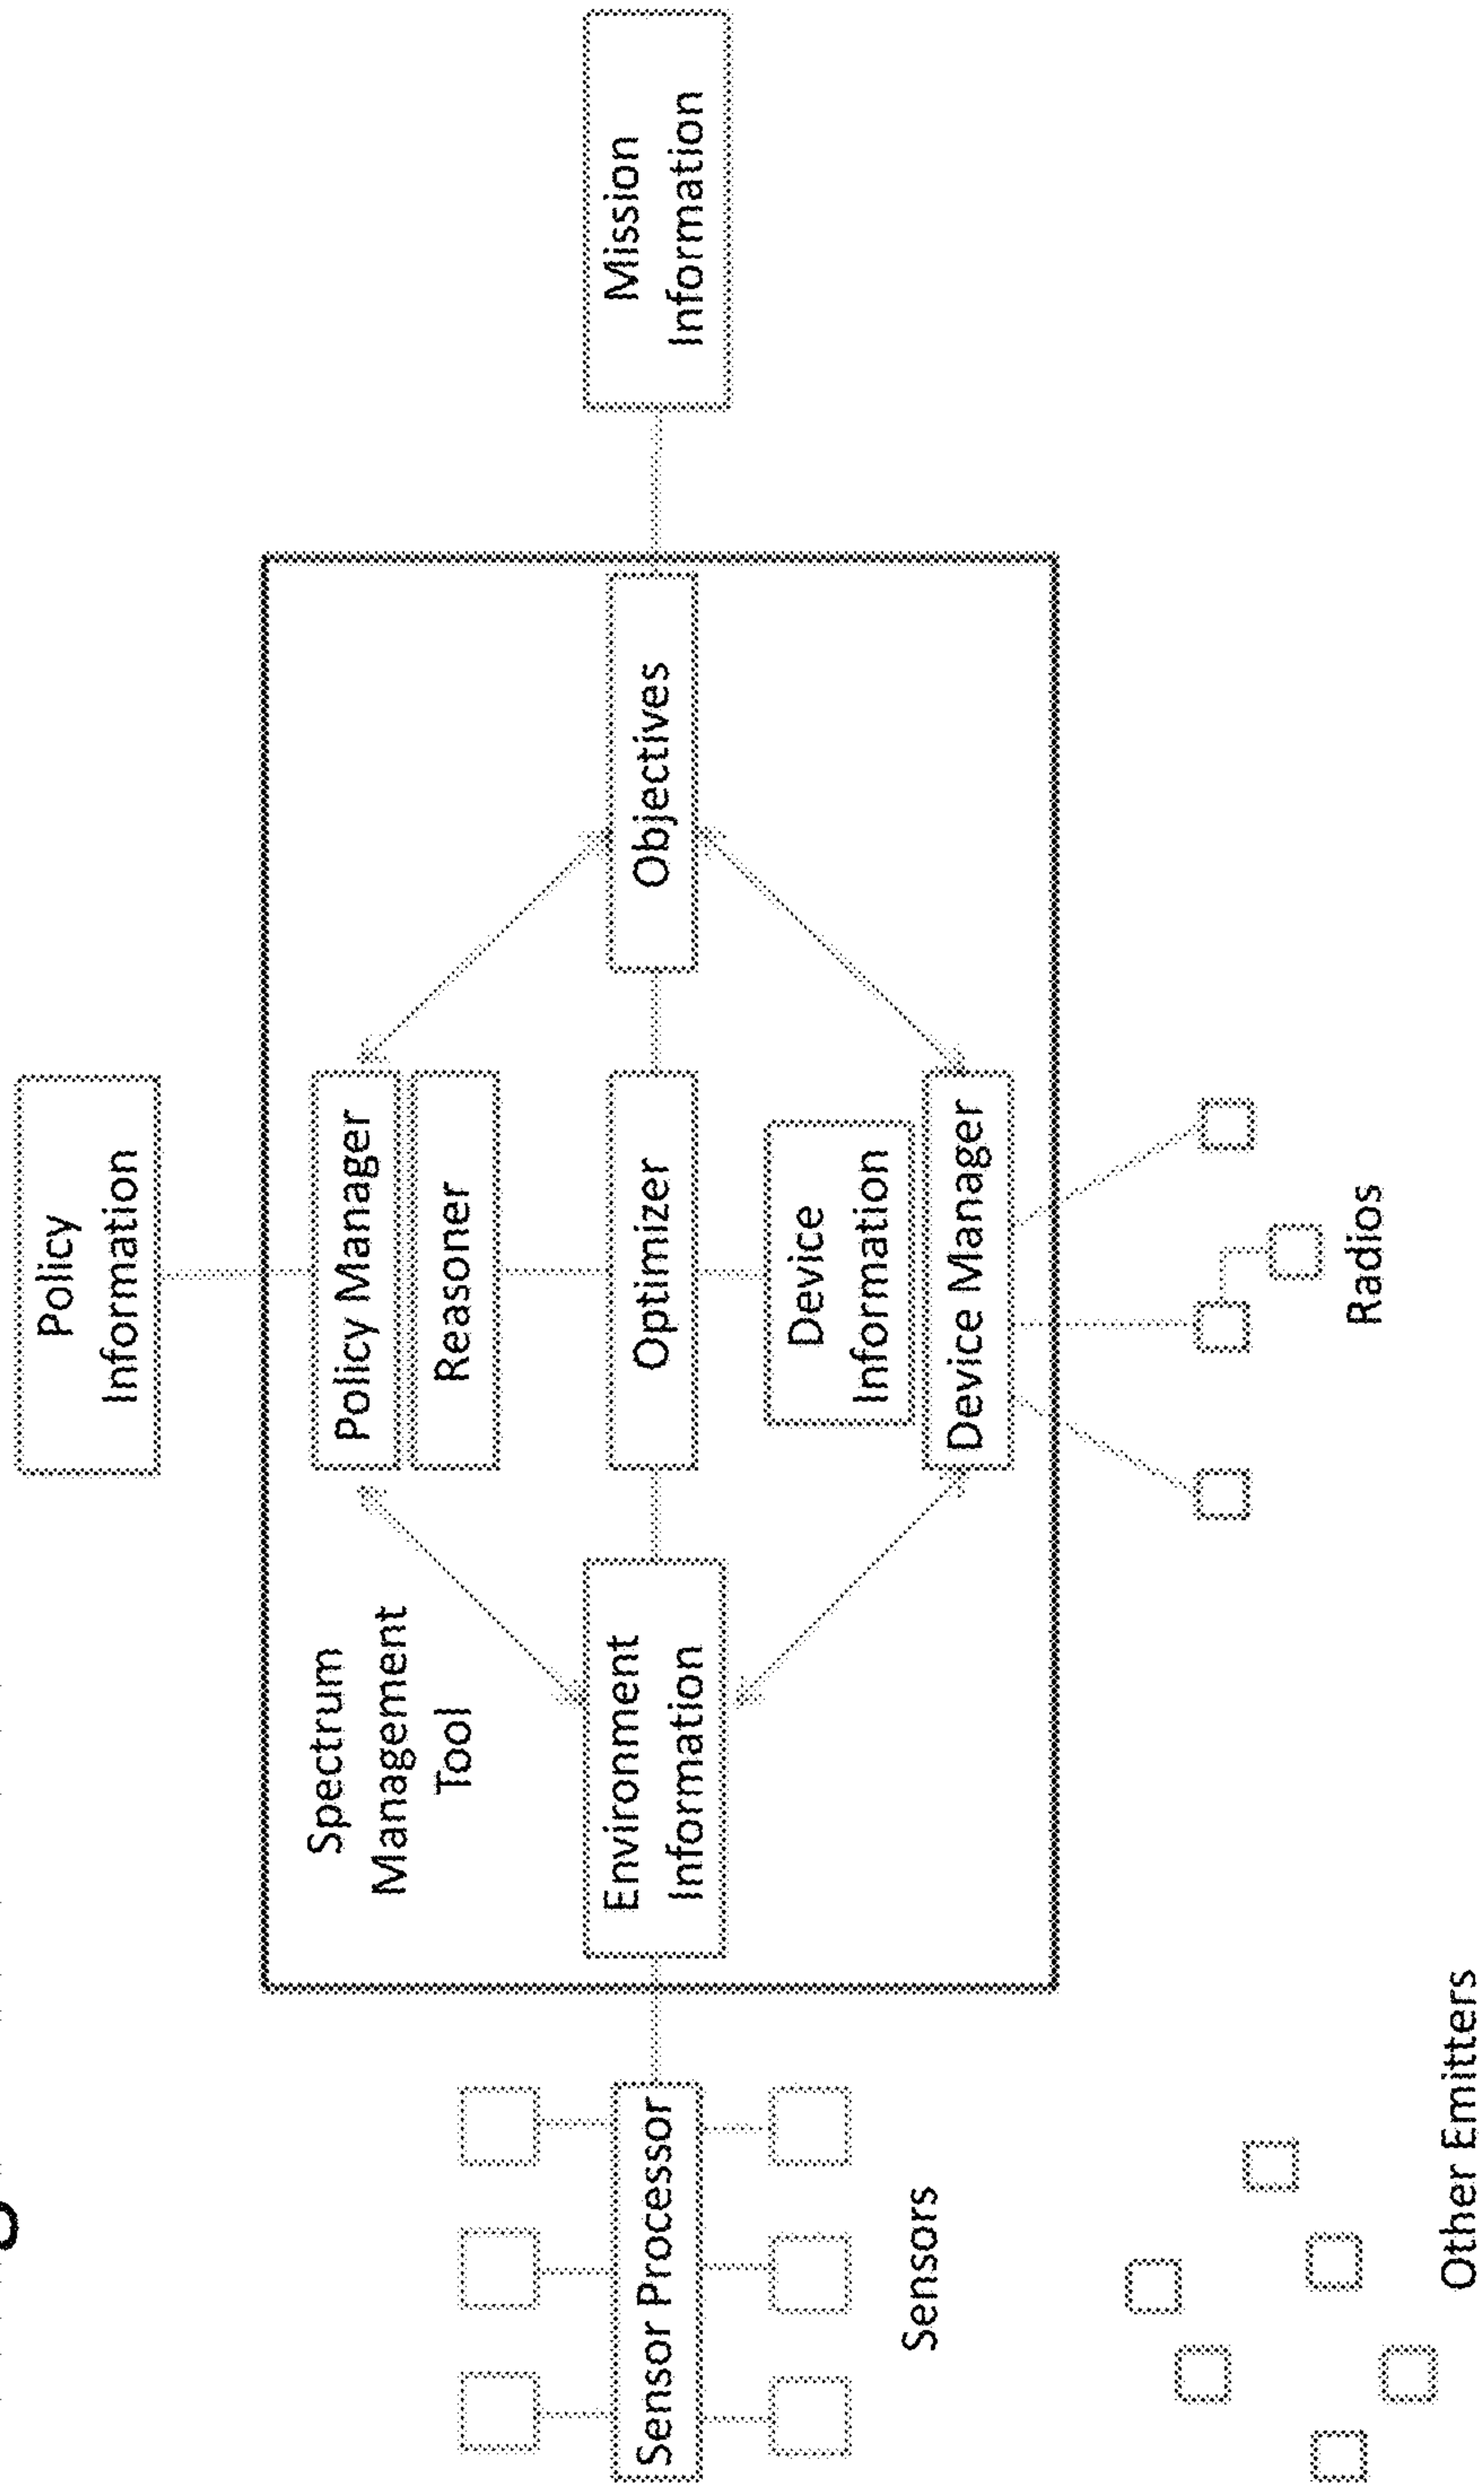 Policy
Information
Spectrum
Management
Tool
Policy Manager
Reasoner
Sensor Processor
Environment
Information
Optimizer
Objectives
Mission
Information
Device
Information
Device Manager
Sensors
Radios
Other Emitters